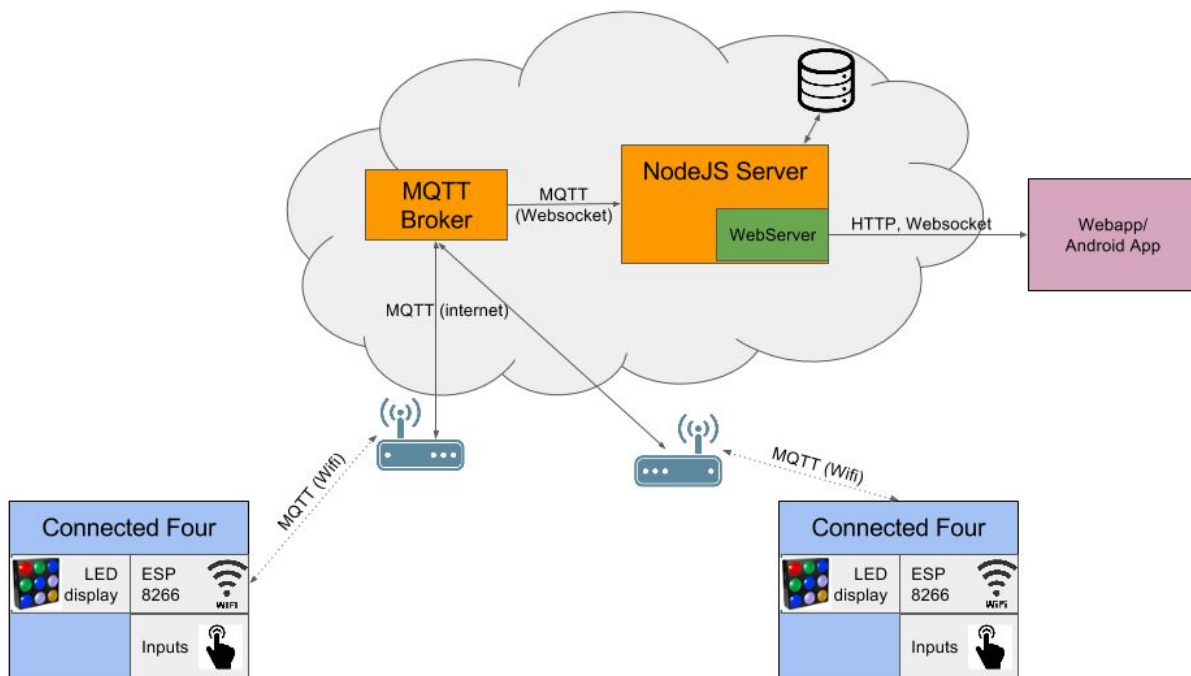 NodeJS Server
MQTT
Broker
MQTT
(Websocket)
WebServer
HTTP, Websocket
Webapp/
Android App
MQTT (internet)
MQTT (Wifi)
MQTT (Wifi)
Connected Four
LED
display
ESP
8266
WiFi
Inputs
Connected Four
LED
display
ESP
8266
WiFi
Inputs